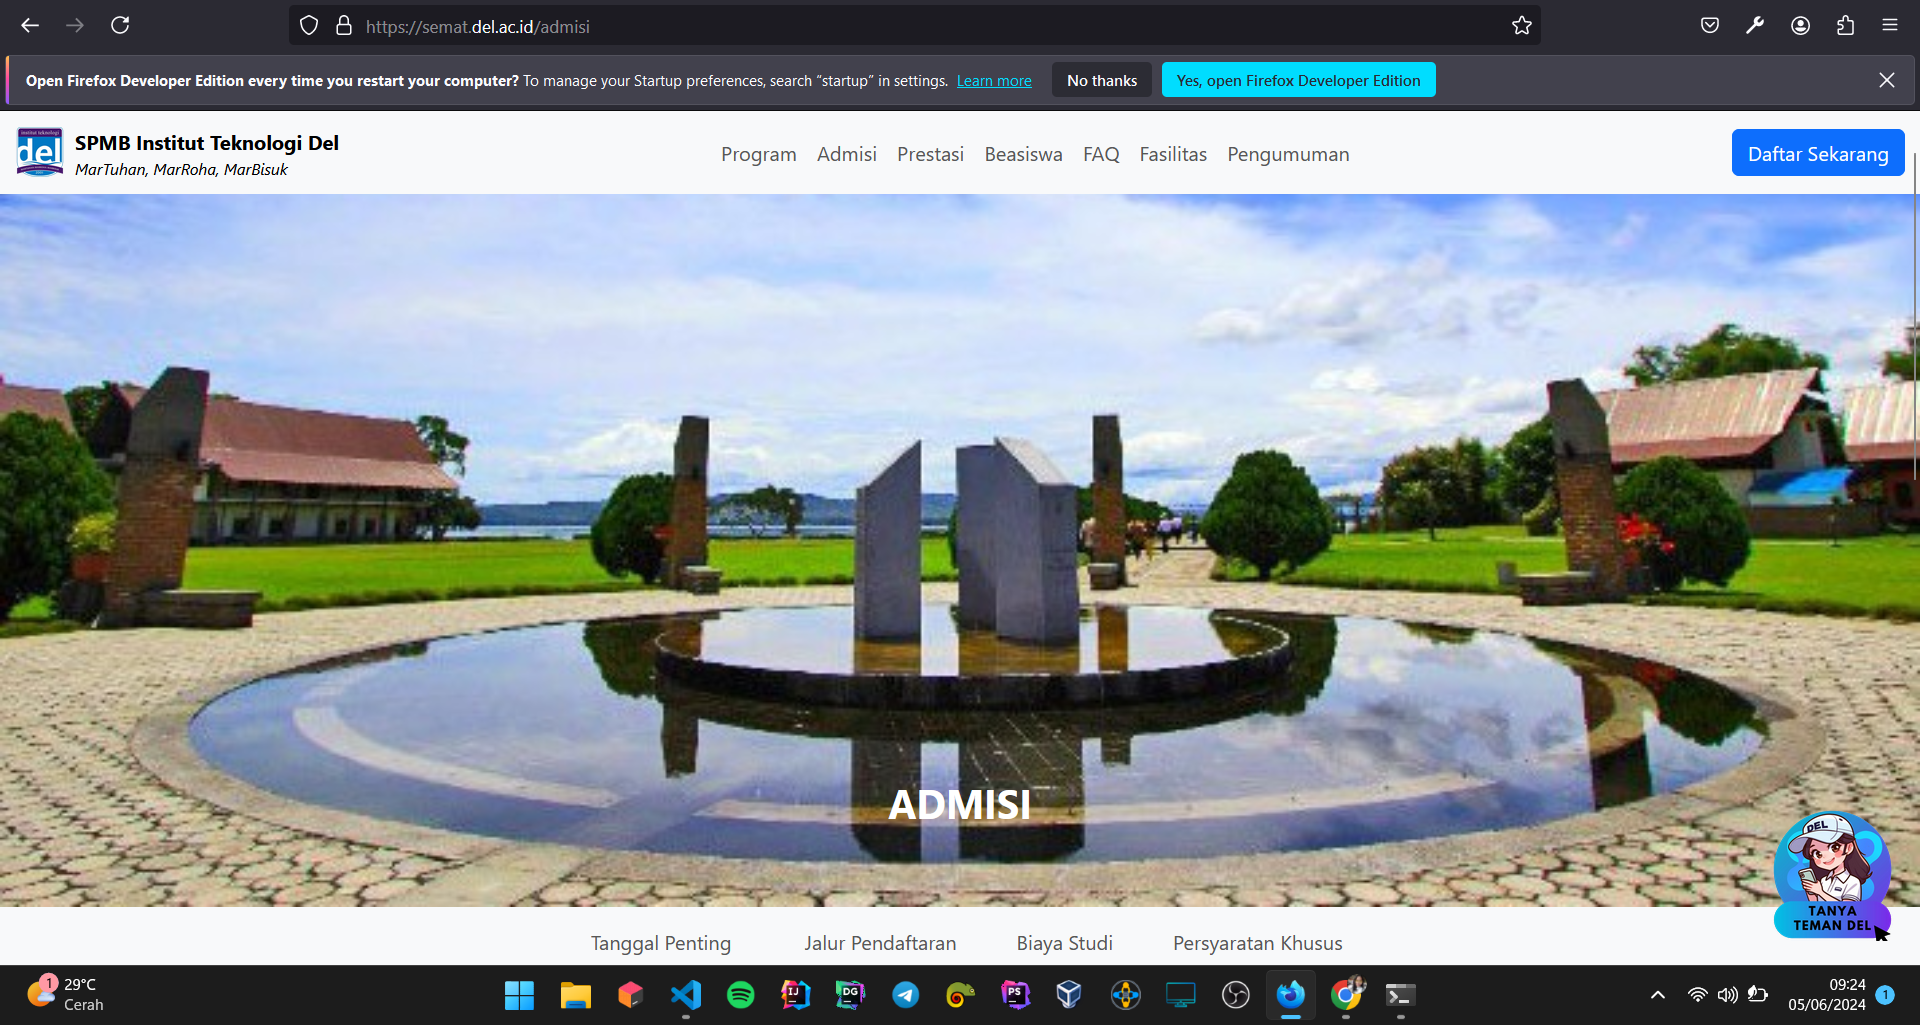 https://semat.del.ac.id/admisi
Open Firefox Developer Edition every time you restart your computer? To manage your Startup preferences, search “startup” in settings. Learn more No thanks Yes, open Firefox Developer Edition
institut teknologi
del
SPMB Institut Teknologi Del
MarTuhan, MarRoha, MarBisuk
Program Admisi Prestasi Beasiswa FAQ Fasilitas Pengumuman
Daftar Sekarang
ADMISI
DEL
TANYA
TEMAN DEL
Tanggal Penting Jalur Pendaftaran Biaya Studi Persyaratan Khusus
1
29°C
Cerah
IJ
DG
PS
09:24
05/06/2024
1